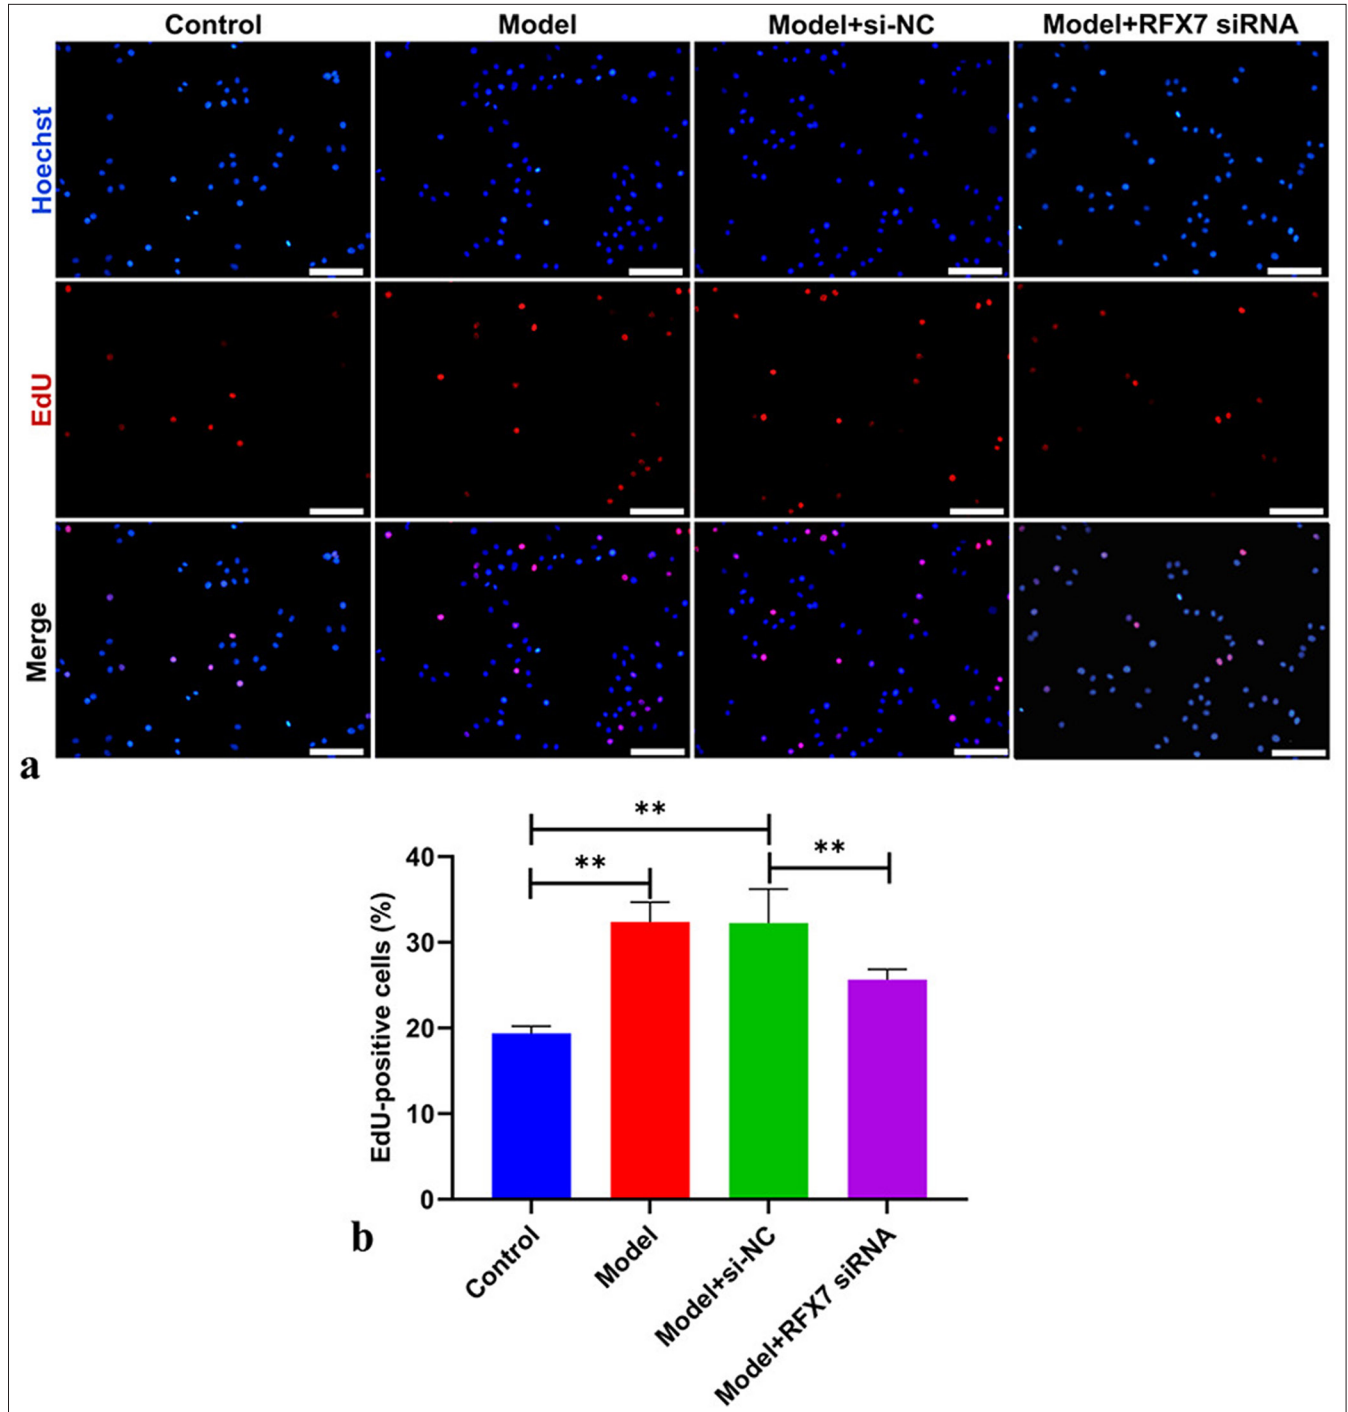 Control Model Model+si-NC Model+RFX7 siRNA
Hoechst
EdU
Merge
a
**
**
**
40
30
20
10
0
EdU-positive cells (%)
b
Control
Model
Model+si-NC
Model+RFX7 siRNA